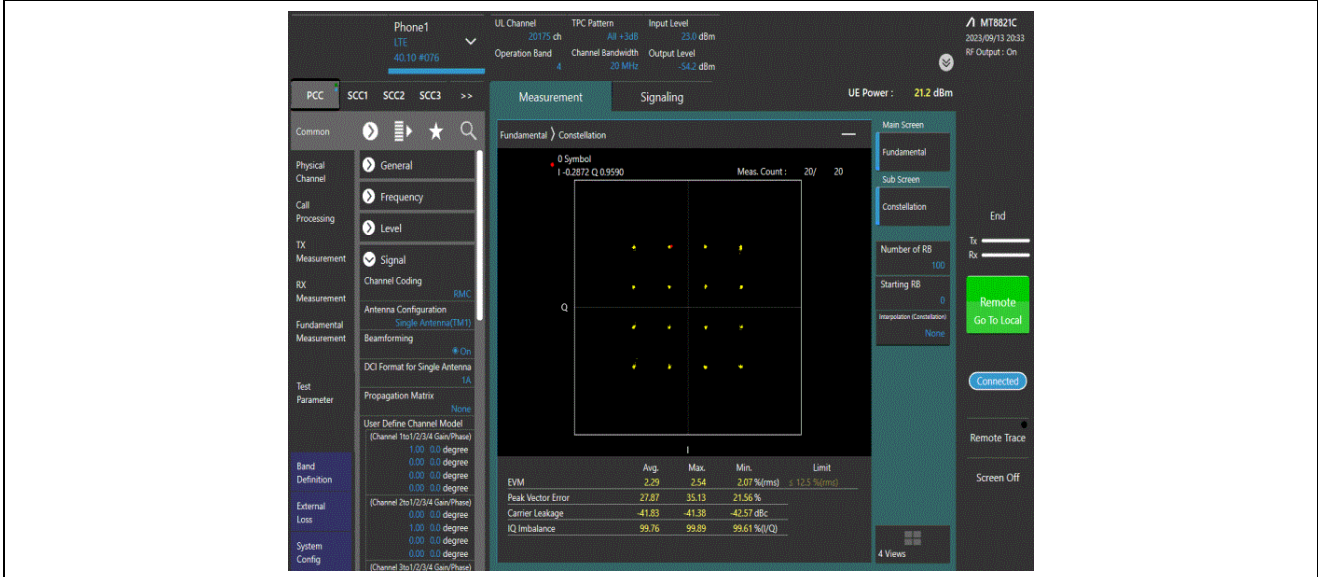 Phone1
LTE
40.10 #076
UL Channel
20175 ch
TPC Pattern
All +3dB
Input Level
23.0 dBm
Operation Band
4
Channel Bandwidth
20 MHz
Output Level
-54.2 dBm
MT8821C
2023/09/13 20:33
RF Output : On
PCC SCC1 SCC2 SCC3 >>
Measurement
Signaling
UE Power : 21.2 dBm
Common
Physical
Channel
Call
Processing
TX
Measurement
RX
Measurement
Fundamental
Measurement
Test
Parameter
Band
Definition
External
Loss
System
Config
General
Frequency
Level
Signal
Channel Coding
RMC
Antenna Configuration
Single Antenna(TM1)
Beamforming
On
DCI Format for Single Antenna
1A
Propagation Matrix
None
User Define Channel Model
(Channel 1to1/2/3/4 Gain/Phase)
1.00 0.0 degree
0.00 0.0 degree
0.00 0.0 degree
0.00 0.0 degree
(Channel 2to1/2/3/4 Gain/Phase)
0.00 0.0 degree
1.00 0.0 degree
0.00 0.0 degree
0.00 0.0 degree
(Channel 3to1/2/3/4 Gain/Phase)
Fundamental 〉 Constellation
0 Symbol
I -0.2872 Q 0.9590
Meas. Count : 20/ 20
Q
I
Avg. Max. Min. Limit
EVM 2.29 2.54 2.07 %(rms) ≤ 12.5 %(rms)
Peak Vector Error 27.87 35.13 21.56 %
Carrier Leakage -41.83 -41.38 -42.57 dBc
IQ Imbalance 99.76 99.89 99.61 %(I/Q)
Main Screen
Fundamental
Sub Screen
Constellation
Number of RB
100
Starting RB
0
Interpolation (Constellation)
None
4 Views
End
Tx
Rx
Remote
Go To Local
Connected
Remote Trace
Screen Off